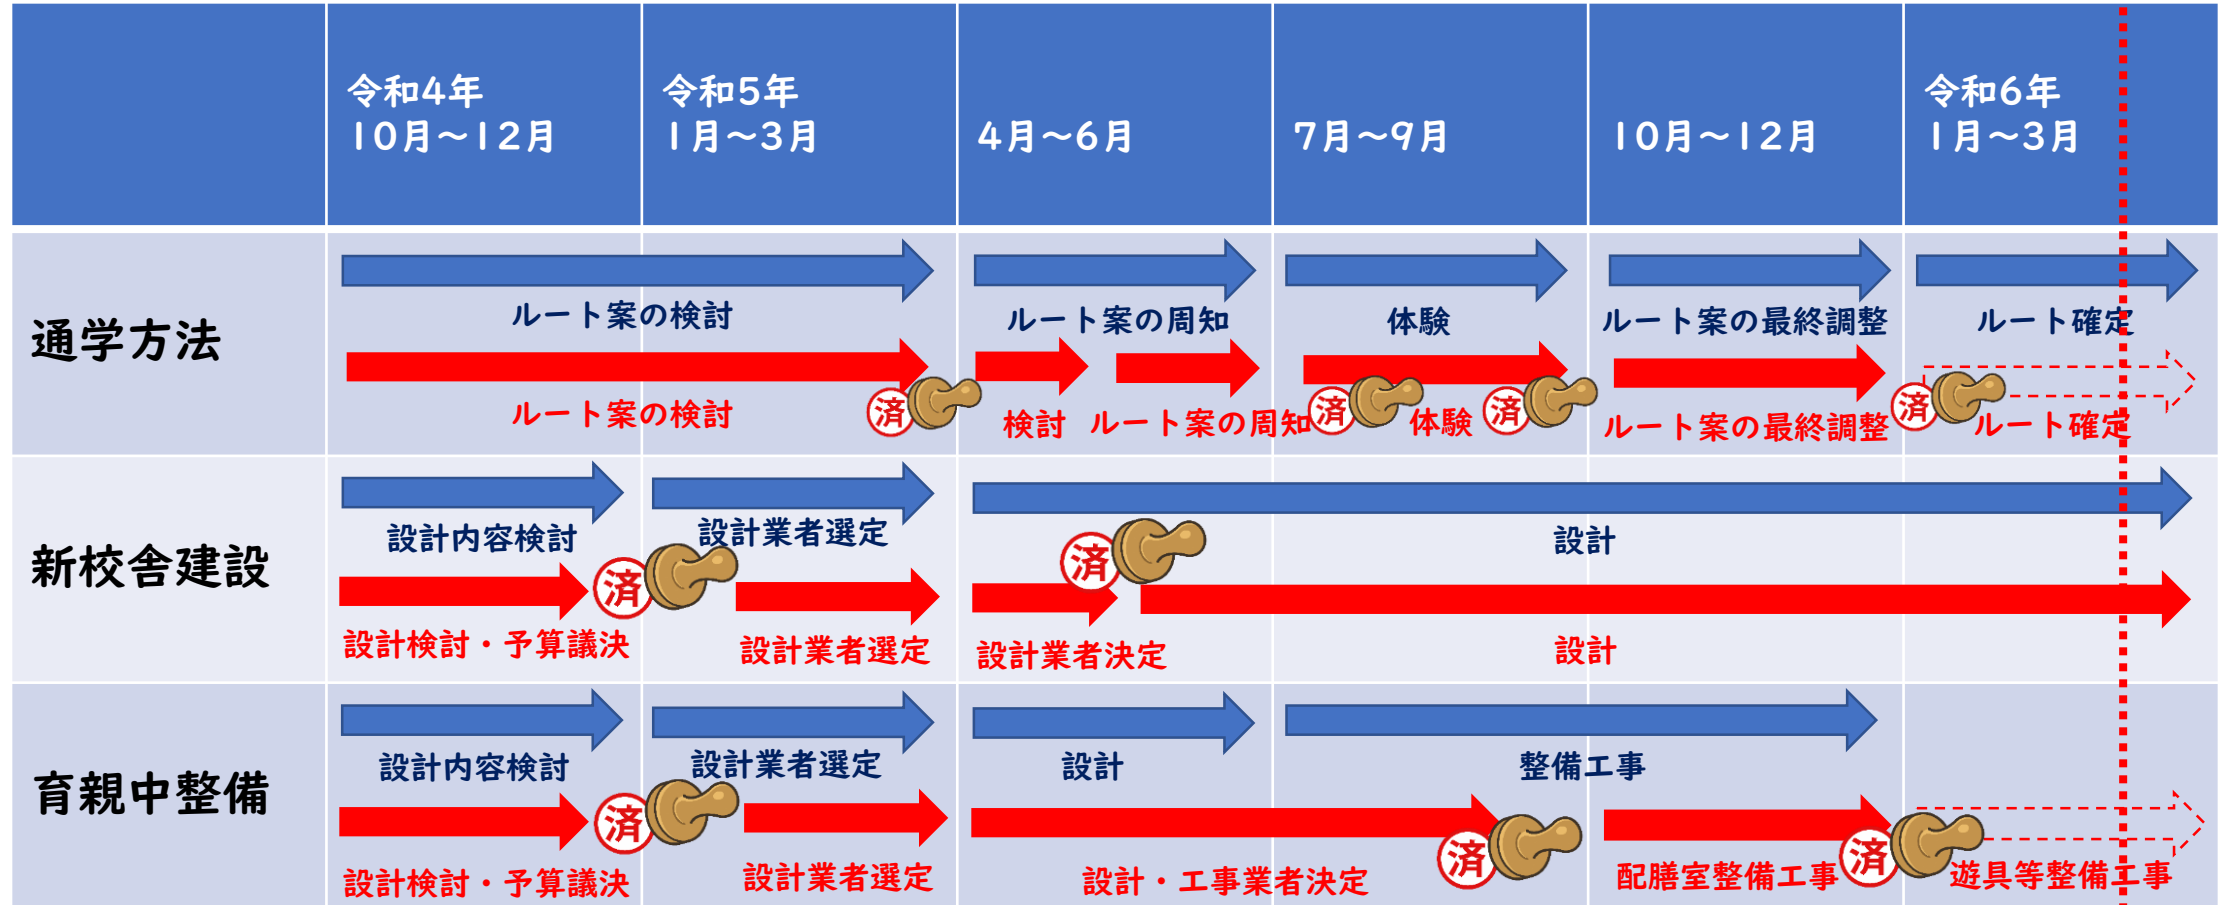 令和4年
10月～12月
令和5年
1月～3月
4月～6月
7月～9月
10月～12月
令和6年
1月～3月
通学方法
ルート案の検討
ルート案の周知
体験
ルート案の最終調整
ルート確定
ルート案の検討
済
検討
ルート案の周知
済
体験
済
ルート案の最終調整
済
ルート確定
新校舎建設
設計内容検討
設計業者選定
設計
設計検討・予算議決
済
設計業者選定
設計業者決定
済
設計
育親中整備
設計内容検討
設計業者選定
設計
整備工事
設計検討・予算議決
済
設計業者選定
設計・工事業者決定
済
配膳室整備工事
済
遊具等整備工事